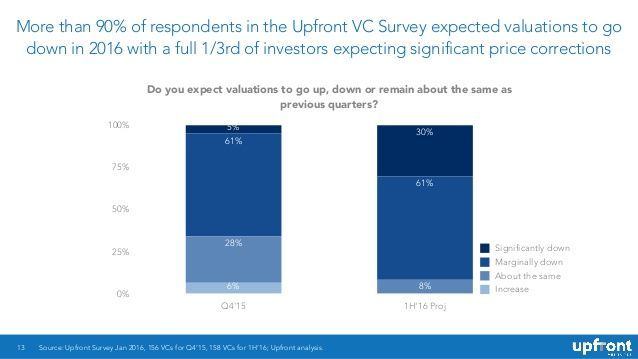 More than 90% of respondents in the Upfront VC Survey expected valuations to go
down in 2016 with a full 1/3rd of investors expecting significant price corrections
Do you expect valuations to go up, down or remain about the same as
previous quarters?
100%
75%
50%
25%
0%
5%
61%
28%
6%
30%
61%
8%
Q4'15
1H'16 Proj
Significantly down
Marginally down
About the same
Increase
13
Source: Upfront Survey Jan 2016, 156 VCs for Q4'15, 158 VCs for 1H'16; Upfront analysis.
upfront